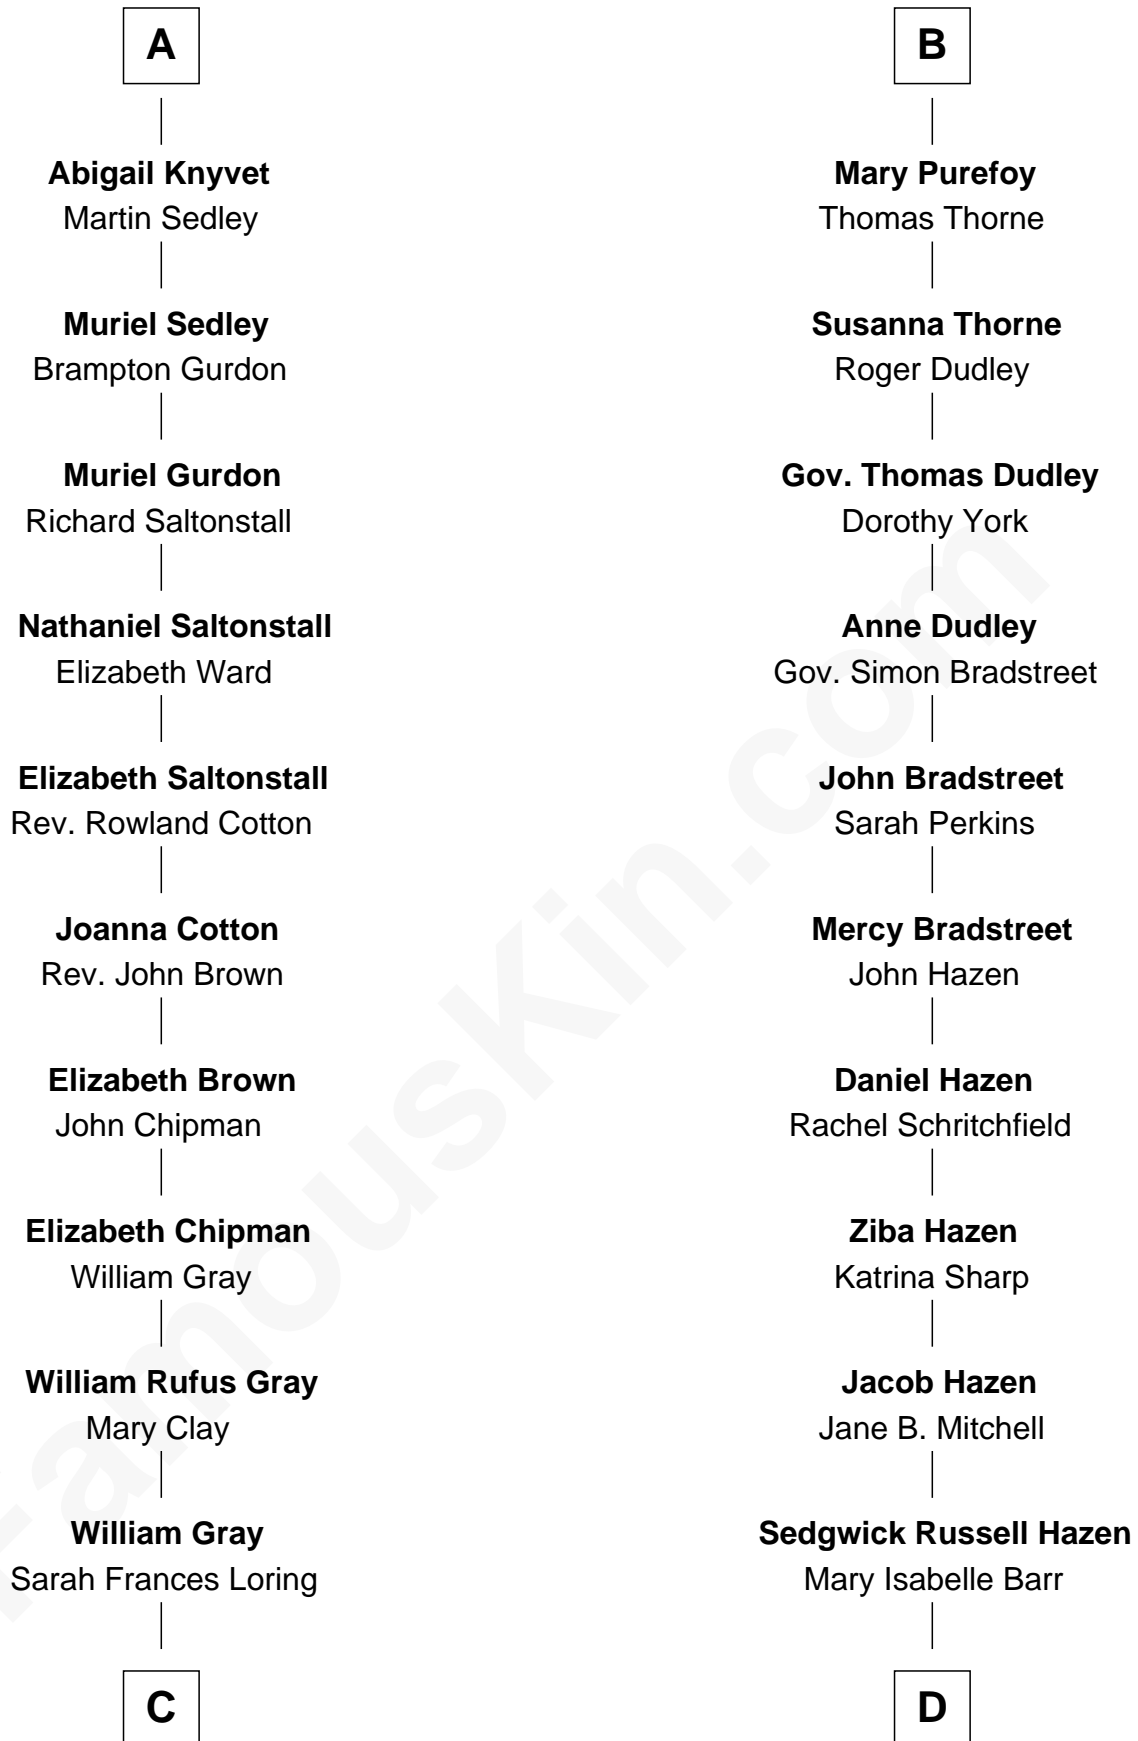 A
Abigail Knyvet
Martin Sedley
Muriel Sedley
Brampton Gurdon
Muriel Gurdon
Richard Saltonstall
Nathaniel Saltonstall
Elizabeth Ward
Elizabeth Saltonstall
Rev. Rowland Cotton
Joanna Cotton
Rev. John Brown
Elizabeth Brown
John Chipman
Elizabeth Chipman
William Gray
William Rufus Gray
Mary Clay
William Gray
Sarah Frances Loring
C
B
Mary Purefoy
Thomas Thorne
Susanna Thorne
Roger Dudley
Gov. Thomas Dudley
Dorothy York
Anne Dudley
Gov. Simon Bradstreet
John Bradstreet
Sarah Perkins
Mercy Bradstreet
John Hazen
Daniel Hazen
Rachel Schritchfield
Ziba Hazen
Katrina Sharp
Jacob Hazen
Jane B. Mitchell
Sedgwick Russell Hazen
Mary Isabelle Barr
D
FamousKin.com